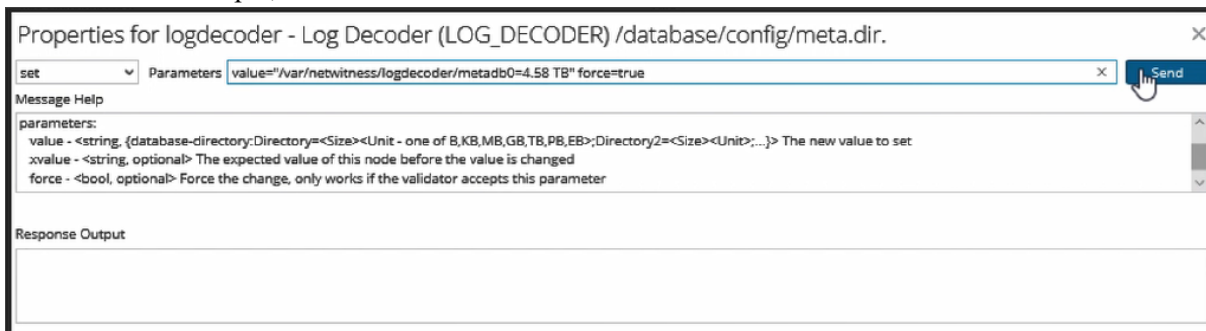 Properties for logdecoder - Log Decoder (LOG_DECODER) /database/config/meta.dir.
set Parameters value="/var/netwitness/logdecoder/metadb0=4.58 TB" force=true Send
Message Help
parameters:
value - <string, {database-directory:Directory=<Size><Unit - one of B,KB,MB,GB,TB,PB,EB>;Directory2=<Size><Unit>;...}> The new value to set
xvalue - <string, optional> The expected value of this node before the value is changed
force - <bool, optional> Force the change, only works if the validator accepts this parameter
Response Output